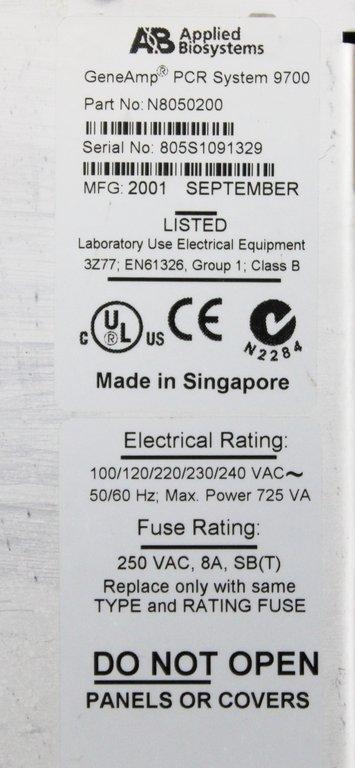 AB Applied
Biosystems
GeneAmp® PCR System 9700
Part No: N8050200
Serial No: 805S1091329
MFG: 2001 SEPTEMBER
LISTED
Laboratory Use Electrical Equipment
3Z77; EN61326, Group 1; Class B
C UL ® US CE N2284
Made in Singapore
Electrical Rating:
100/120/220/230/240 VAC~
50/60 Hz; Max. Power 725 VA
Fuse Rating:
250 VAC, 8A, SB(T)
Replace only with same
TYPE and RATING FUSE
DO NOT OPEN
PANELS OR COVERS